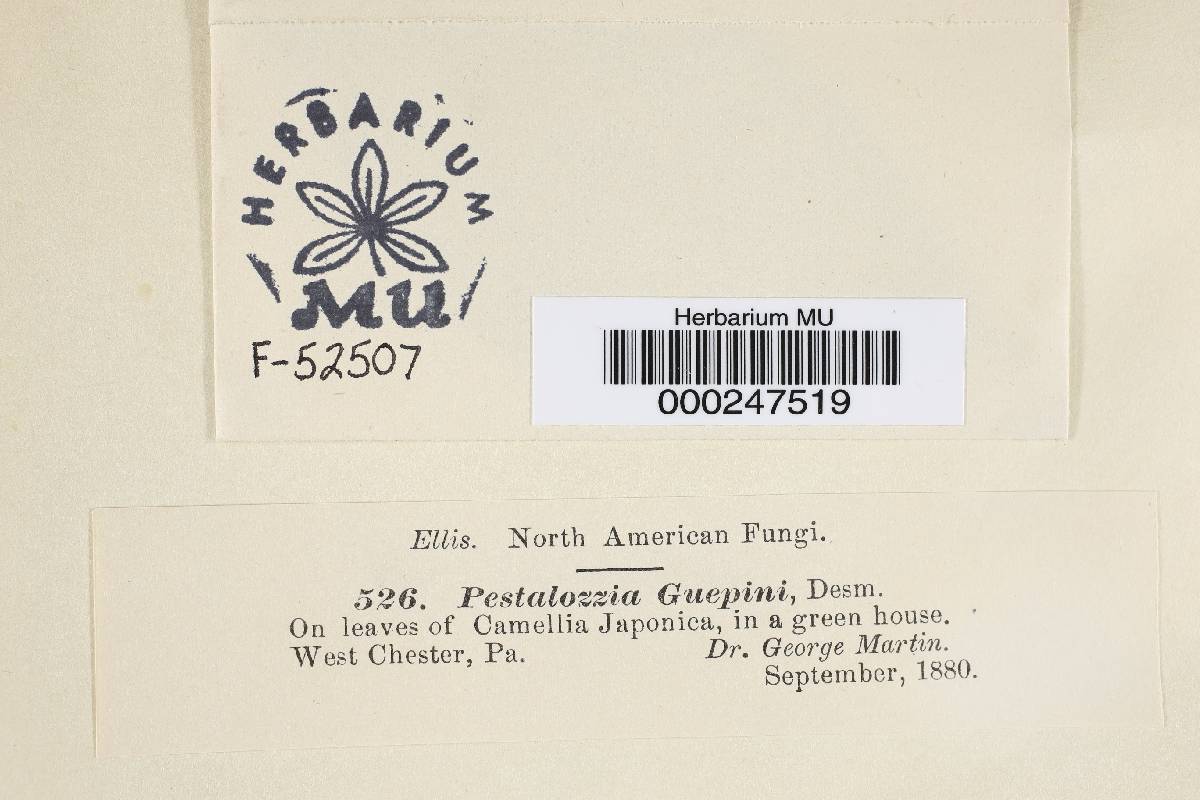 HERBARIUM
MU
F-52507
Herbarium MU
000247519
Ellis. North American Fungi.
526. Pestalozzia Guepini, Desm.
On leaves of Camellia Japonica, in a green house.
West Chester, Pa. Dr. George Martin.
September, 1880.